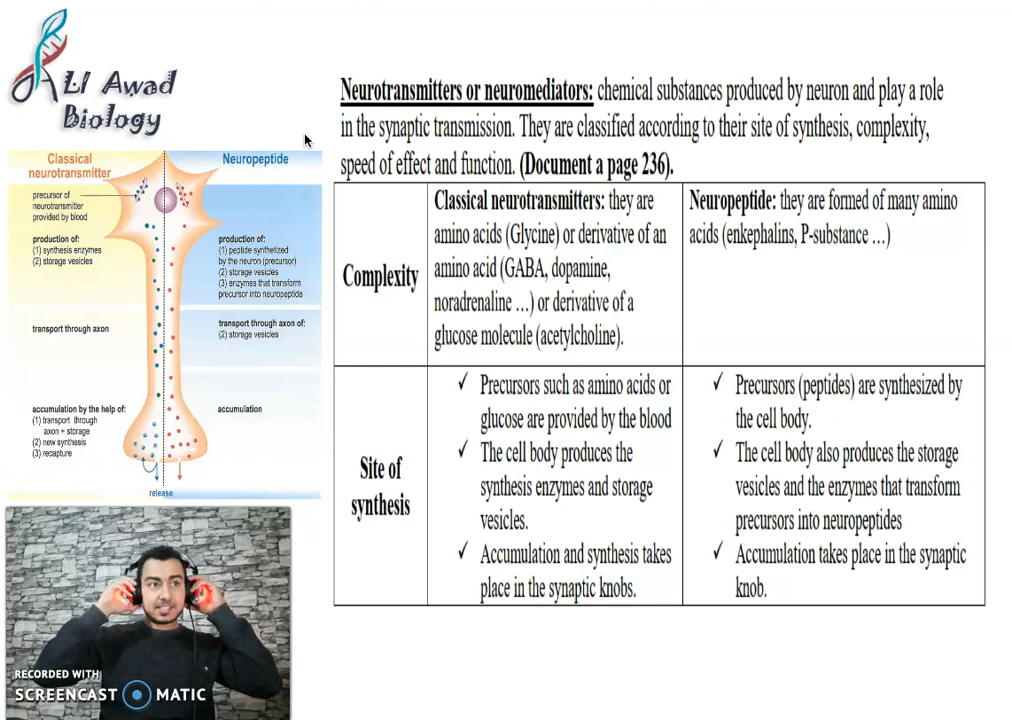 ALI Awad
Biology
Neurotransmitters or neuromediators: chemical substances produced by neuron and play a role
in the synaptic transmission. They are classified according to their site of synthesis, complexity,
speed of effect and function. (Document a page 236).
Classical
neurotransmitter
Neuropeptide
precursor of
neurotransmitter
provided by blood
production of:
(1) synthesis enzymes
(2) storage vesicles
production of:
(1) peptide synthetized
by the neuron (precursor)
(2) storage vesicles
(3) enzymes that transform
precursor into neuropeptide
transport through axon
transport through axon of:
(2) storage vesicles
accumulation by the help of:
(1) transport through
axon + storage
(2) new synthesis
(3) recapture
accumulation
release
Complexity
Classical neurotransmitters: they are
amino acids (Glycine) or derivative of an
amino acid (GABA, dopamine,
noradrenaline ...) or derivative of a
glucose molecule (acetylcholine).
Neuropeptide: they are formed of many amino
acids (enkephalins, P-substance ...)
Site of
synthesis
✓ Precursors such as amino acids or
glucose are provided by the blood
✓ The cell body produces the
synthesis enzymes and storage
vesicles.
✓ Accumulation and synthesis takes
place in the synaptic knobs.
✓ Precursors (peptides) are synthesized by
the cell body.
✓ The cell body also produces the storage
vesicles and the enzymes that transform
precursors into neuropeptides
✓ Accumulation takes place in the synaptic
knob.
RECORDED WITH
SCREENCAST MATIC